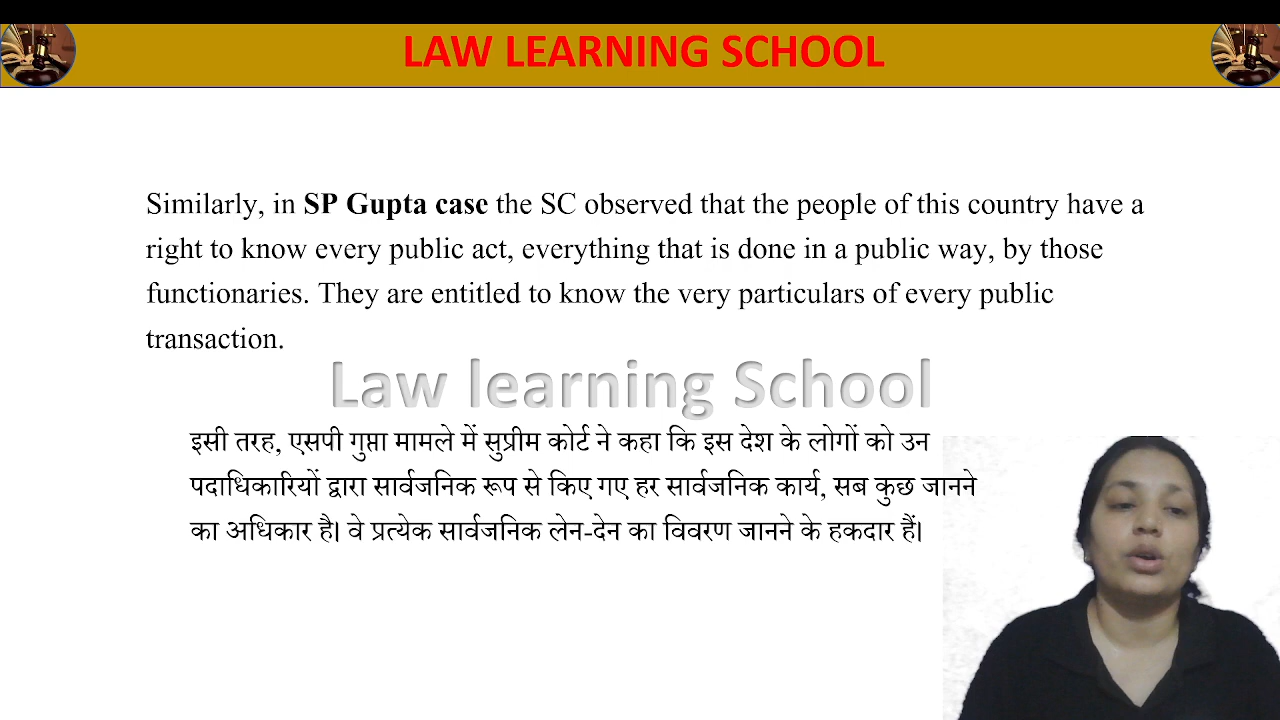 LAW LEARNING SCHOOL
Similarly, in SP Gupta case the SC observed that the people of this country have a
right to know every public act, everything that is done in a public way, by those
functionaries. They are entitled to know the very particulars of every public
transaction.
Law learning School
इसी तरह, एसपी गुप्ता मामले में सुप्रीम कोर्ट ने कहा कि इस देश के लोगों को उन
पदाधिकारियों द्वारा सार्वजनिक रूप से किए गए हर सार्वजनिक कार्य, सब कुछ जानने
का अधिकार है। वे प्रत्येक सार्वजनिक लेन-देन का विवरण जानने के हकदार हैं।